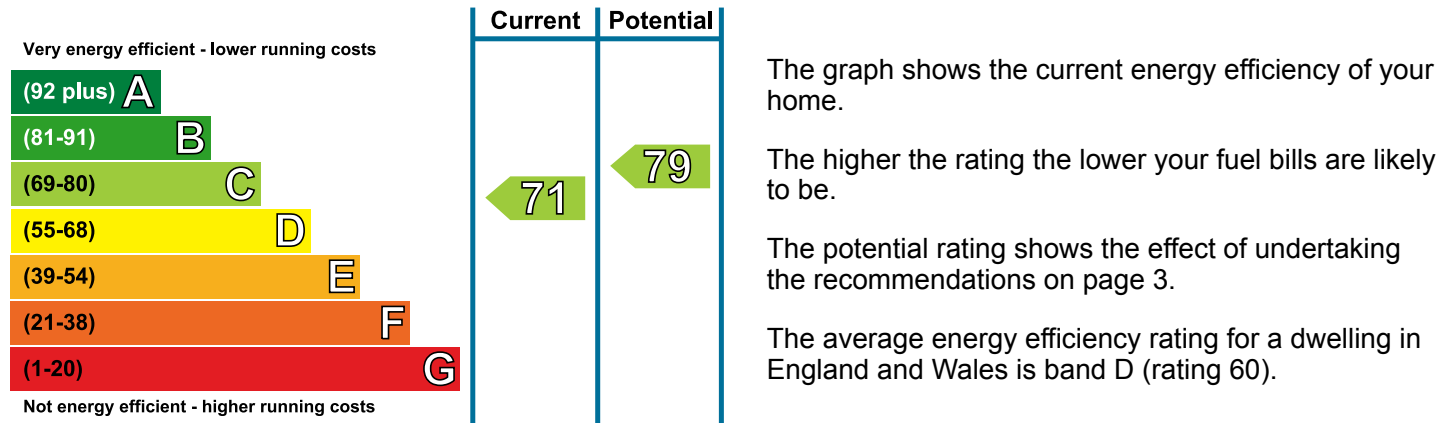 Current Potential
Very energy efficient - lower running costs
(92 plus) A
(81-91) B
(69-80) C
(55-68) D
(39-54) E
(21-38) F
(1-20) G
Not energy efficient - higher running costs
71
79
The graph shows the current energy efficiency of your
home.
The higher the rating the lower your fuel bills are likely
to be.
The potential rating shows the effect of undertaking
the recommendations on page 3.
The average energy efficiency rating for a dwelling in
England and Wales is band D (rating 60).